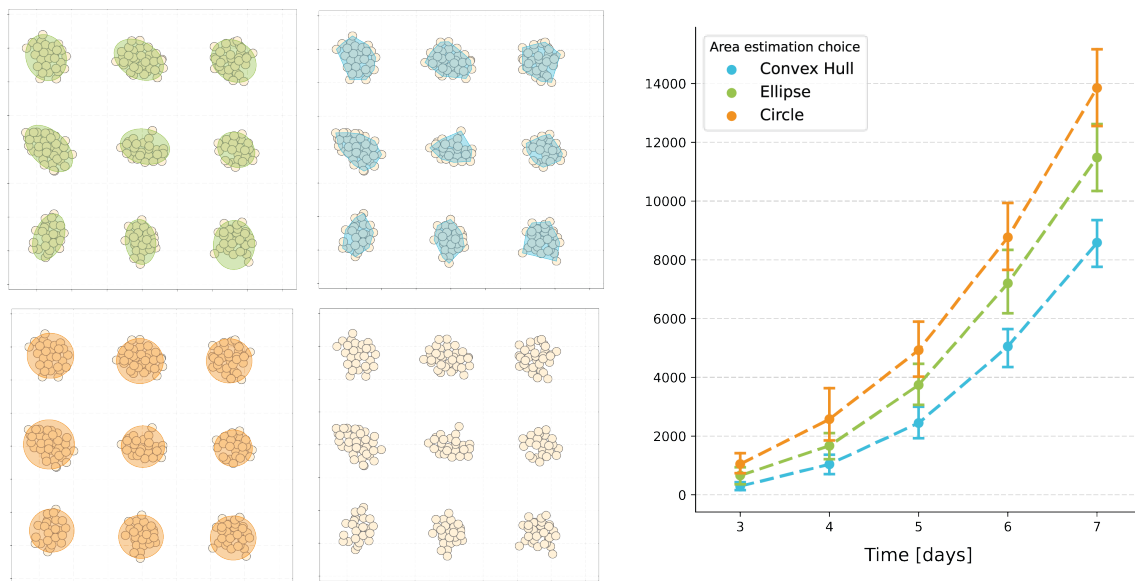 Area estimation choice
Convex Hull
Ellipse
Circle
14000
12000
10000
8000
6000
4000
2000
0
3 4 5 6 7
Time [days]